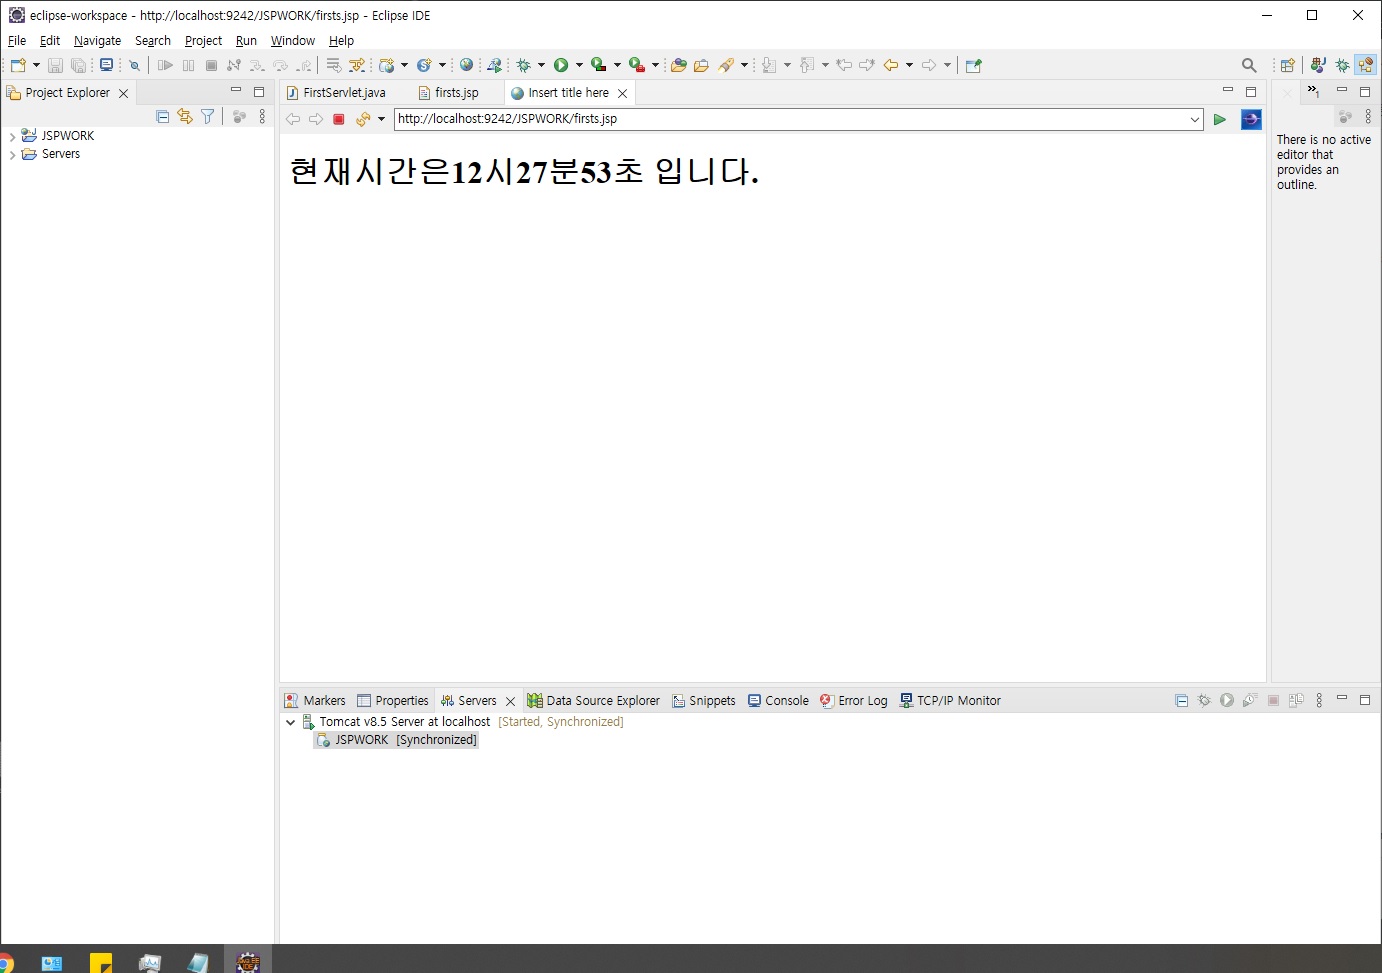 eclipse-workspace - http://localhost:9242/JSPWORK/firsts.jsp - Eclipse IDE
File Edit Navigate Search Project Run Window Help
Project Explorer
FirstServlet.java firsts.jsp Insert title here
http://localhost:9242/JSPWORK/firsts.jsp
JSPWORK
Servers
현재시간은12시27분53초 입니다.
There is no active
editor that
provides an
outline.
Markers Properties Servers Data Source Explorer Snippets Console Error Log TCP/IP Monitor
Tomcat v8.5 Server at localhost [Started, Synchronized]
JSPWORK [Synchronized]